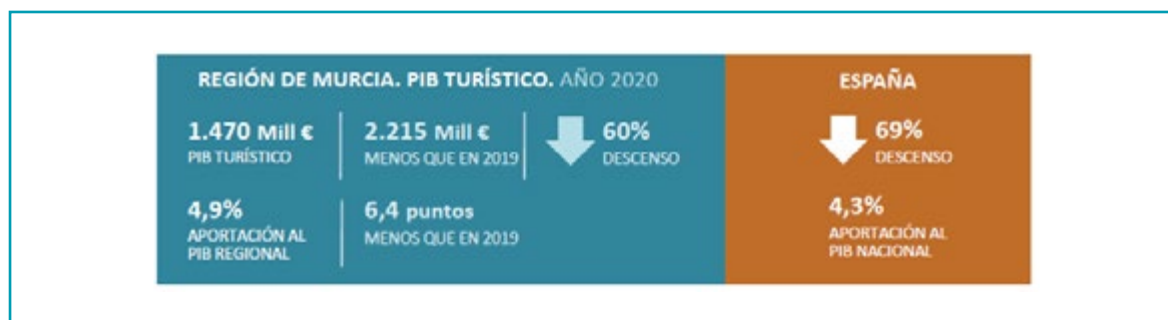 REGIÓN DE MURCIA. PIB TURÍSTICO. AÑO 2020
1.470 Mill €
PIB TURÍSTICO
2.215 Mill €
MENOS QUE EN 2019
60%
DESCENSO
4,9%
APORTACIÓN AL
PIB REGIONAL
6,4 puntos
MENOS QUE EN 2019
ESPAÑA
69%
DESCENSO
4,3%
APORTACIÓN AL
PIB NACIONAL